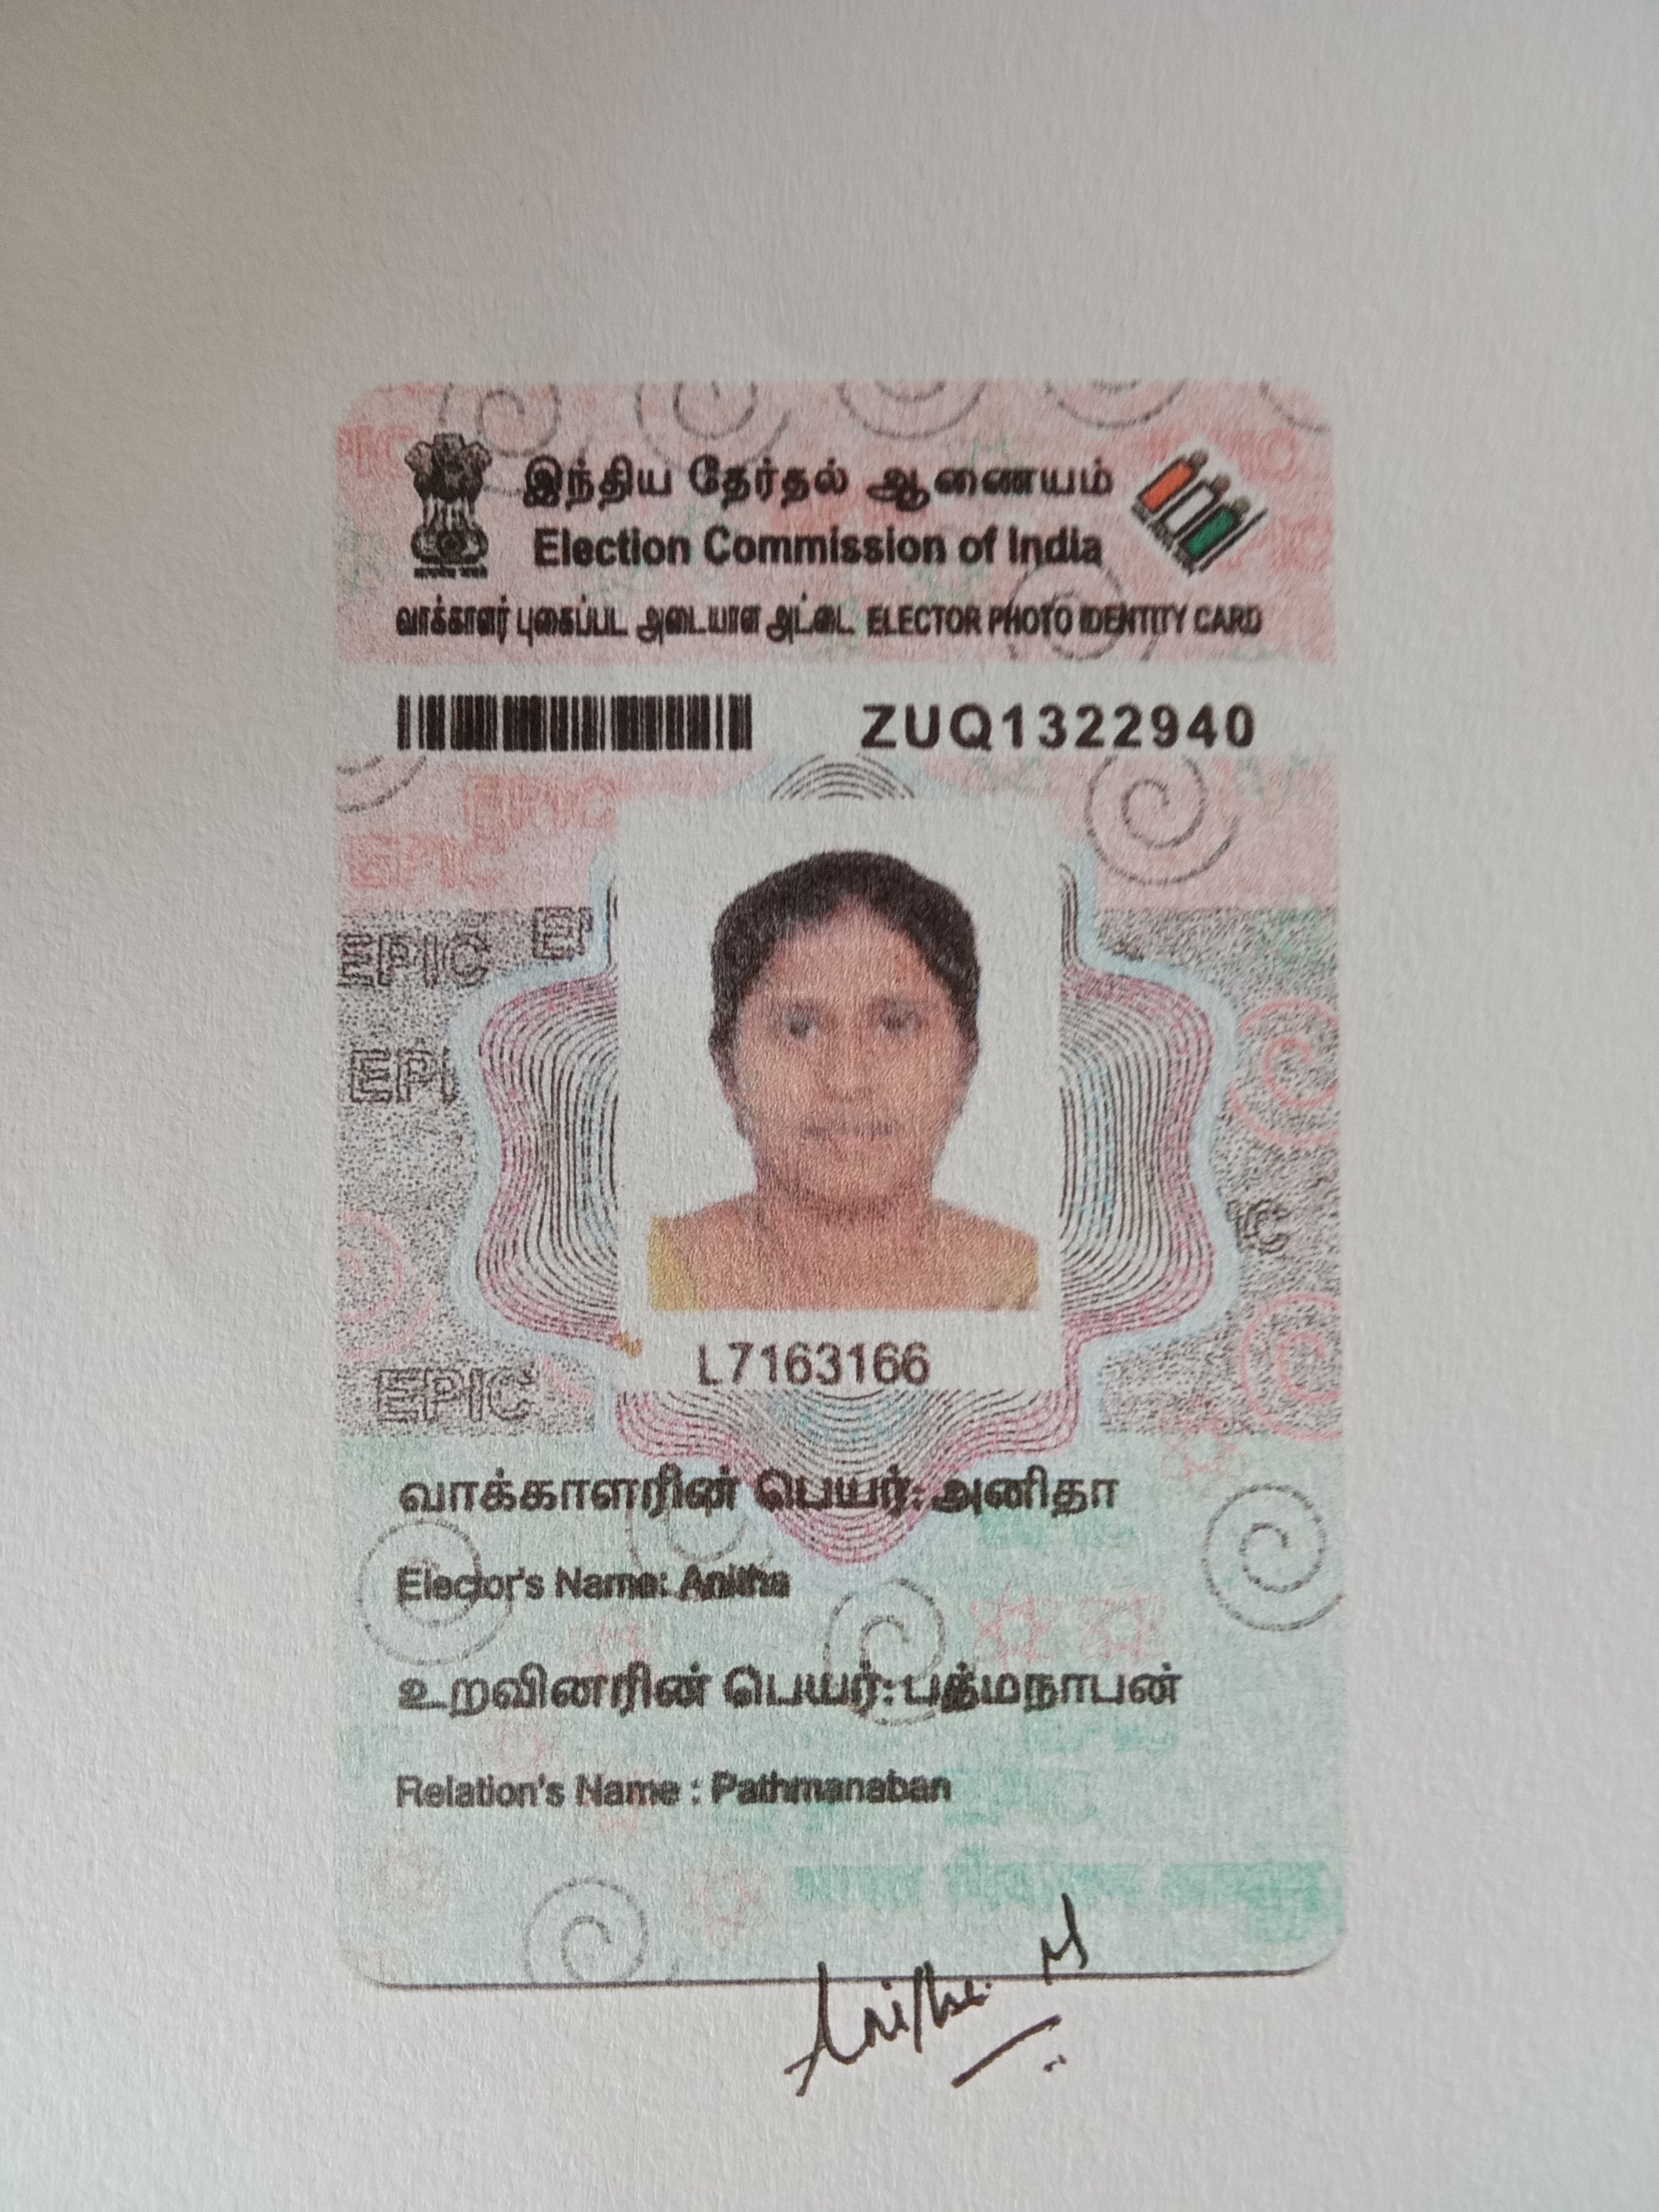 இந்திய தேர்தல் ஆணையம்
Election Commission of India
வாக்காளர் புகைப்பட அடையாள அட்டை ELECTOR PHOTO IDENTITY CARD
ZUQ1322940
EPIC
EPIC
EPIC
EPI
EPI
EPIC
L7163166
வாக்காளரின் பெயர்: அனிதா
Elector's Name: Anitha
உறவினரின் பெயர்: பத்மநாபன்
Relation's Name : Pathmanaban
Anitha M